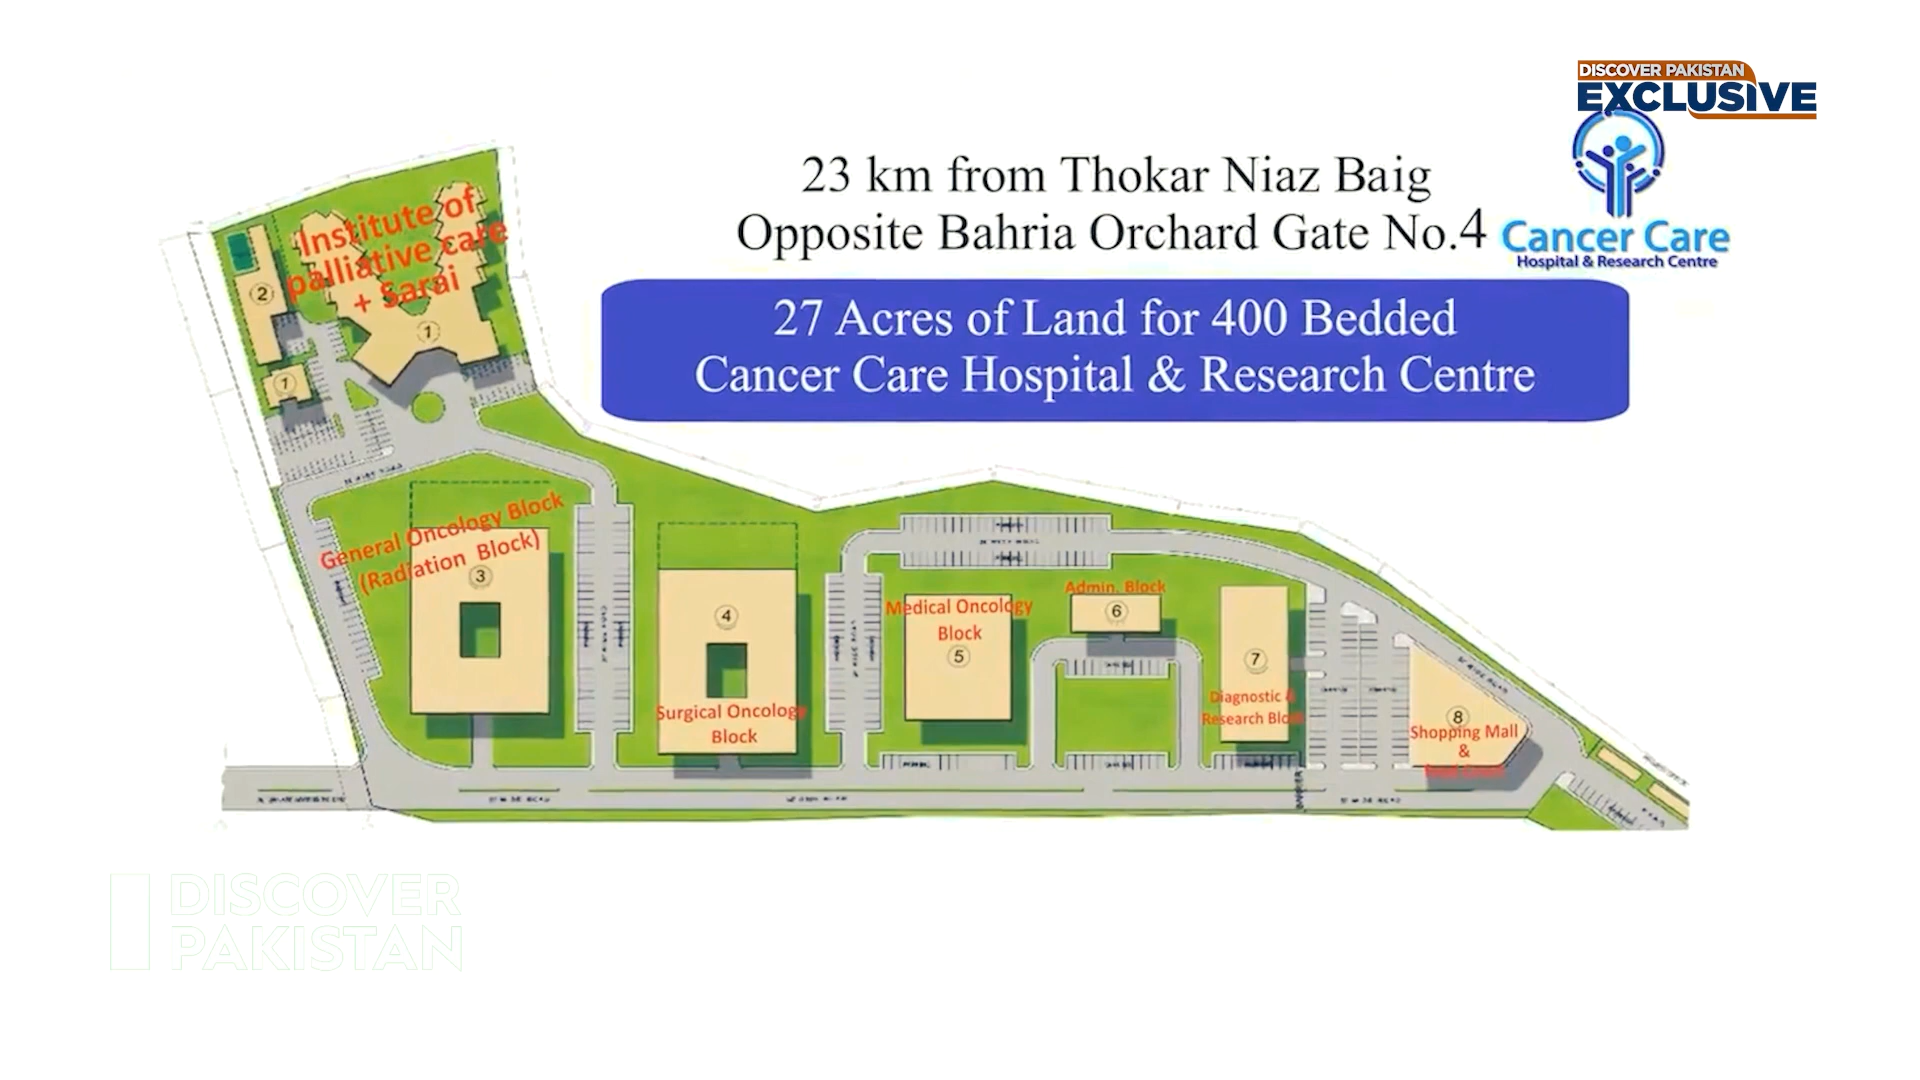 DISCOVER PAKISTAN
EXCLUSIVE
23 km from Thokar Niaz Baig
Opposite Bahria Orchard Gate No.4
Cancer Care
Hospital & Research Centre
27 Acres of Land for 400 Bedded
Cancer Care Hospital & Research Centre
Institute of
palliative care
+ Sarai
2
1
1
General Oncology Block
(Radiation Block)
3
4
Surgical Oncology
Block
Medical Oncology
Block
5
Admin. Block
6
7
Diagnostic &
Research Block
8
Shopping Mall
&
BARRIER
DISCOVER
PAKISTAN